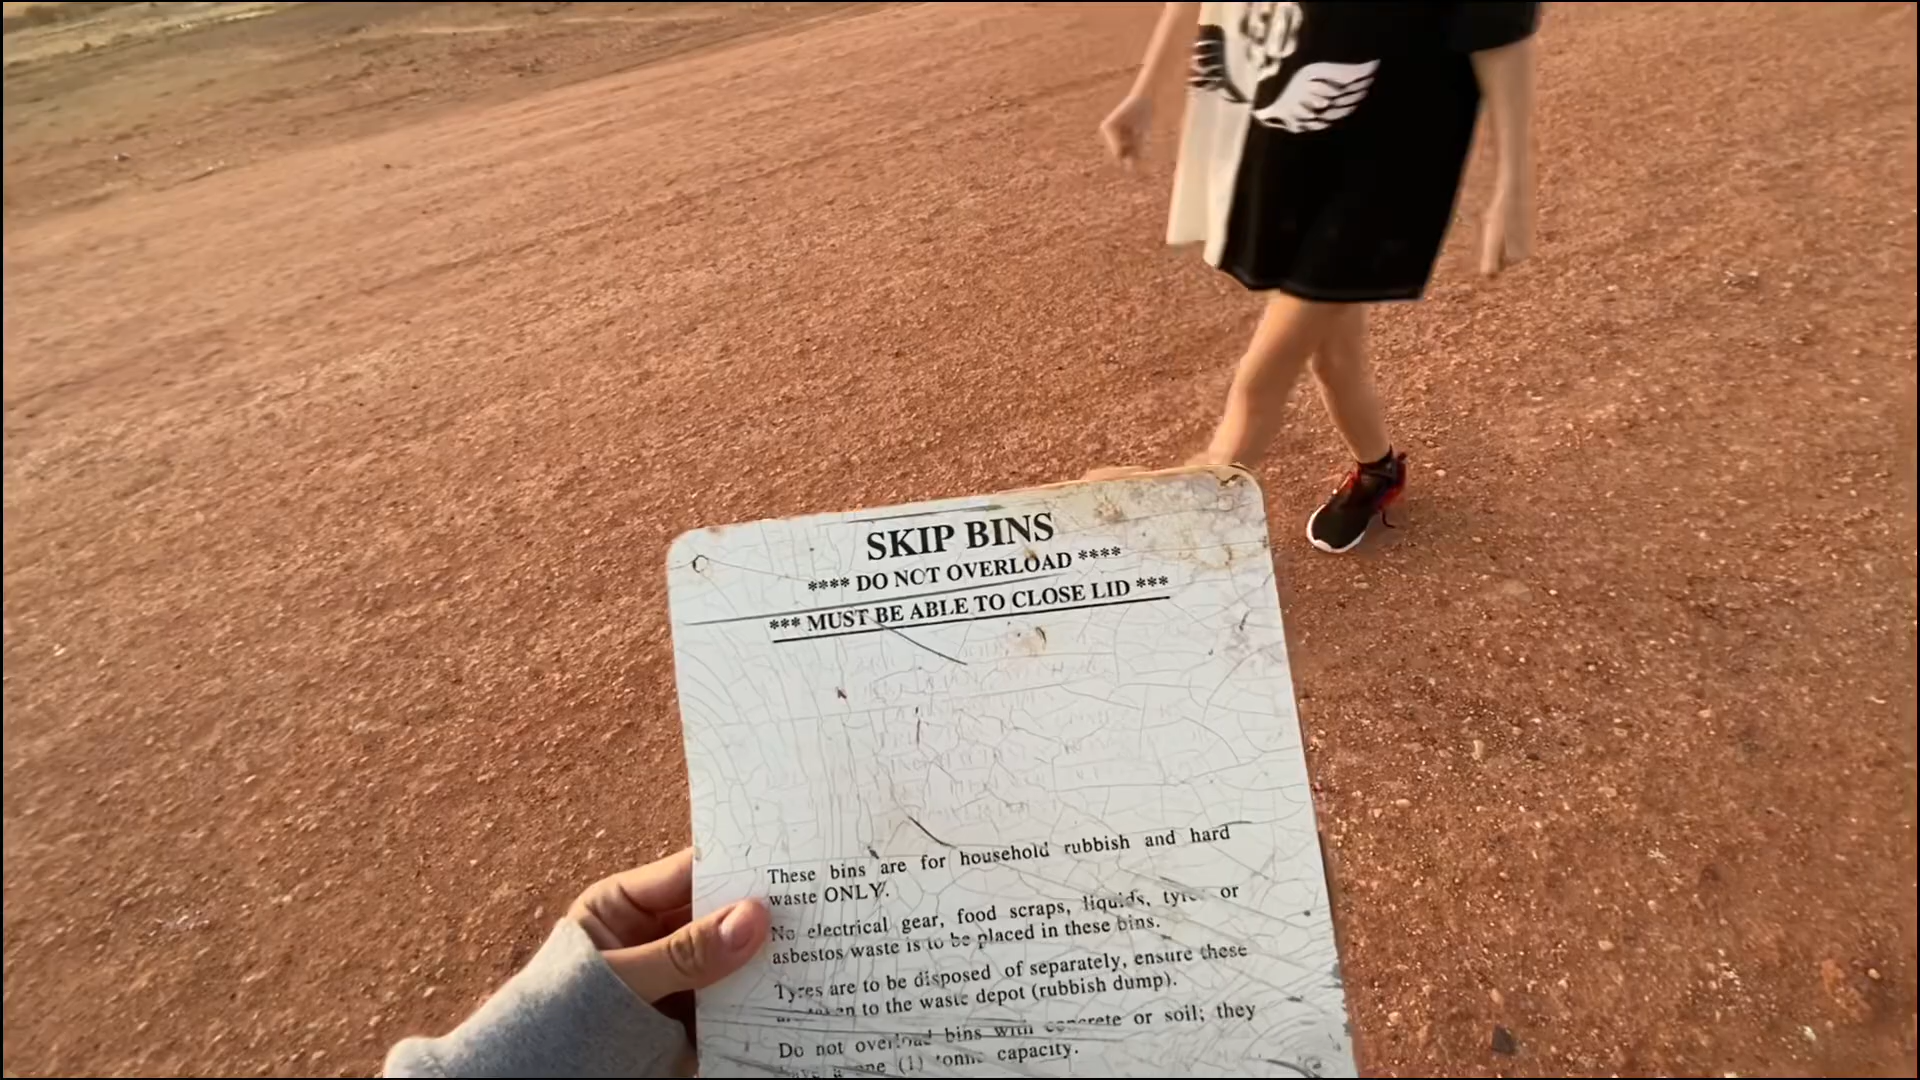 SKIP BINS
**** DO NOT OVERLOAD ****
*** MUST BE ABLE TO CLOSE LID ***
These bins are for household rubbish and hard
waste ONLY.
No electrical gear, food scraps, liquids, tyres or
asbestos waste is to be placed in these bins.
Tyres are to be disposed of separately, ensure these
are taken to the waste depot (rubbish dump).
Do not overload bins with concrete or soil; they
have a one (1) tonne capacity.